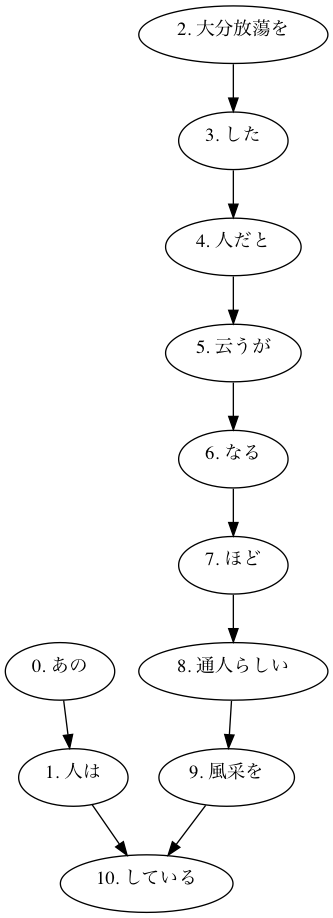 2. 大分放蕩を
3. した
4. 人だと
5. 云うが
6. なる
7. ほど
0. あの
8. 通人らしい
1. 人は
9. 風采を
10. している